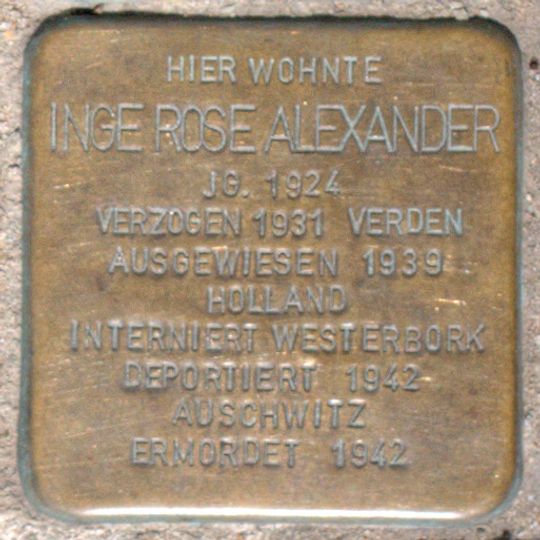 HIER WOHNTE
INGE ROSE ALEXANDER
JG. 1924
VERZOGEN 1931 VERDEN
AUSGEWIESEN 1939
HOLLAND
INTERNIERT WESTERBORK
DEPORTIERT 1942
AUSCHWITZ
ERMORDET 1942